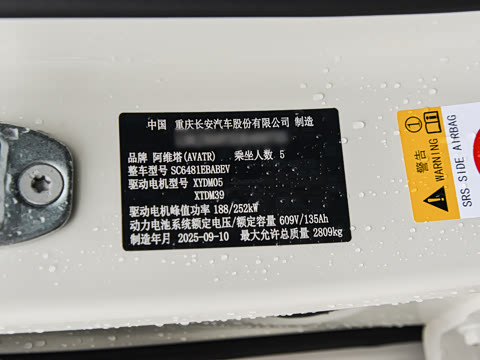 中国 重庆长安汽车股份有限公司 制造
品牌 阿维塔(AVATR) 乘坐人数 5
整车型号 SC6481EBABEV
驱动电机型号 XYDM05
XTDM39
驱动电机峰值功率 188/252kW
动力电池系统额定电压/额定容量 609V/135Ah
制造年月 2025-09-10 最大允许总质量 2809kg
警告
WARNING
SRS SIDE AIRBAG